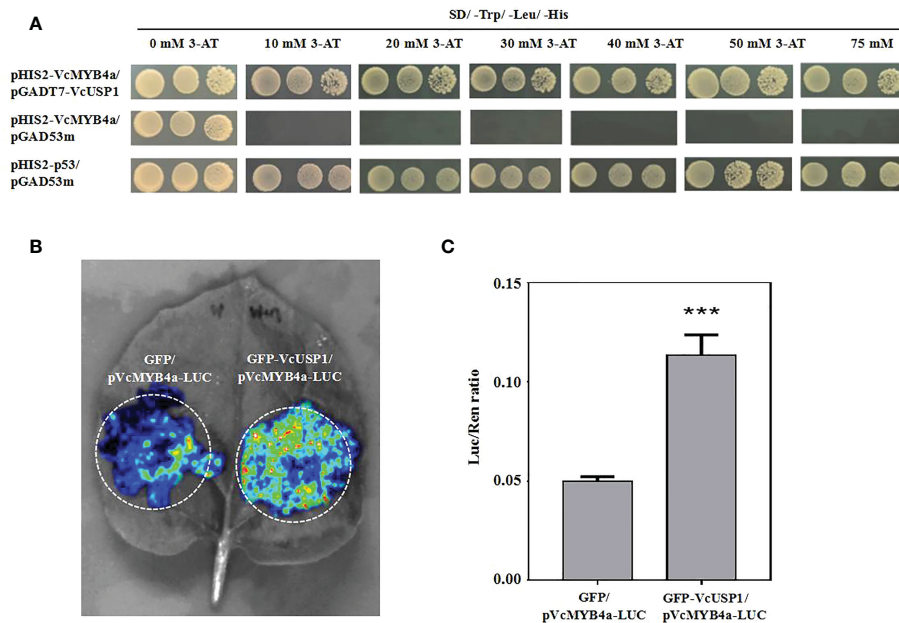 A
SD/ -Trp/ -Leu/ -His
0 mM 3-AT 10 mM 3-AT 20 mM 3-AT 30 mM 3-AT 40 mM 3-AT 50 mM 3-AT 75 mM
pHIS2-VcMYB4a/
pGADT7-VcUSP1
pHIS2-VcMYB4a/
pGAD53m
pHIS2-p53/
pGAD53m
B
GFP/
pVcMYB4a-LUC
GFP-VcUSP1/
pVcMYB4a-LUC
C
Luc/Ren ratio
0.15
0.10
0.05
0.00
***
GFP/
pVcMYB4a-LUC
GFP-VcUSP1/
pVcMYB4a-LUC